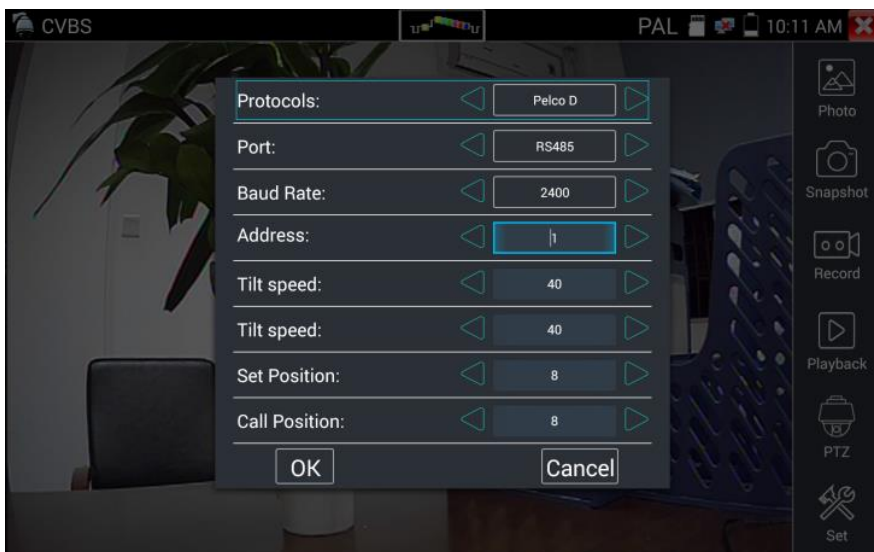 CVBS
PAL 10:11 AM
Protocols: Pelco D
Port: RS485
Baud Rate: 2400
Address: 1
Tilt speed: 40
Tilt speed: 40
Set Position: 8
Call Position: 8
OK Cancel
Photo
Snapshot
Record
Playback
PTZ
Set